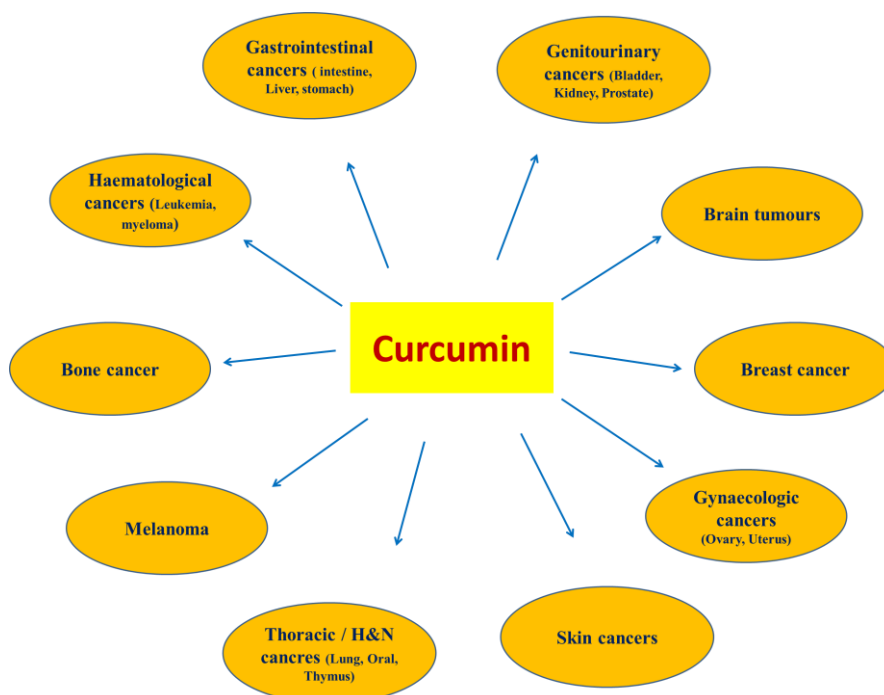 Gastrointestinal
cancers ( intestine,
Liver, stomach)
Genitourinary
cancers (Bladder,
Kidney, Prostate)
Haematological
cancers (Leukemia,
myeloma)
Brain tumours
Curcumin
Bone cancer
Breast cancer
Melanoma
Gynaecologic
cancers
(Ovary, Uterus)
Thoracic / H&N
cancres (Lung, Oral,
Thymus)
Skin cancers